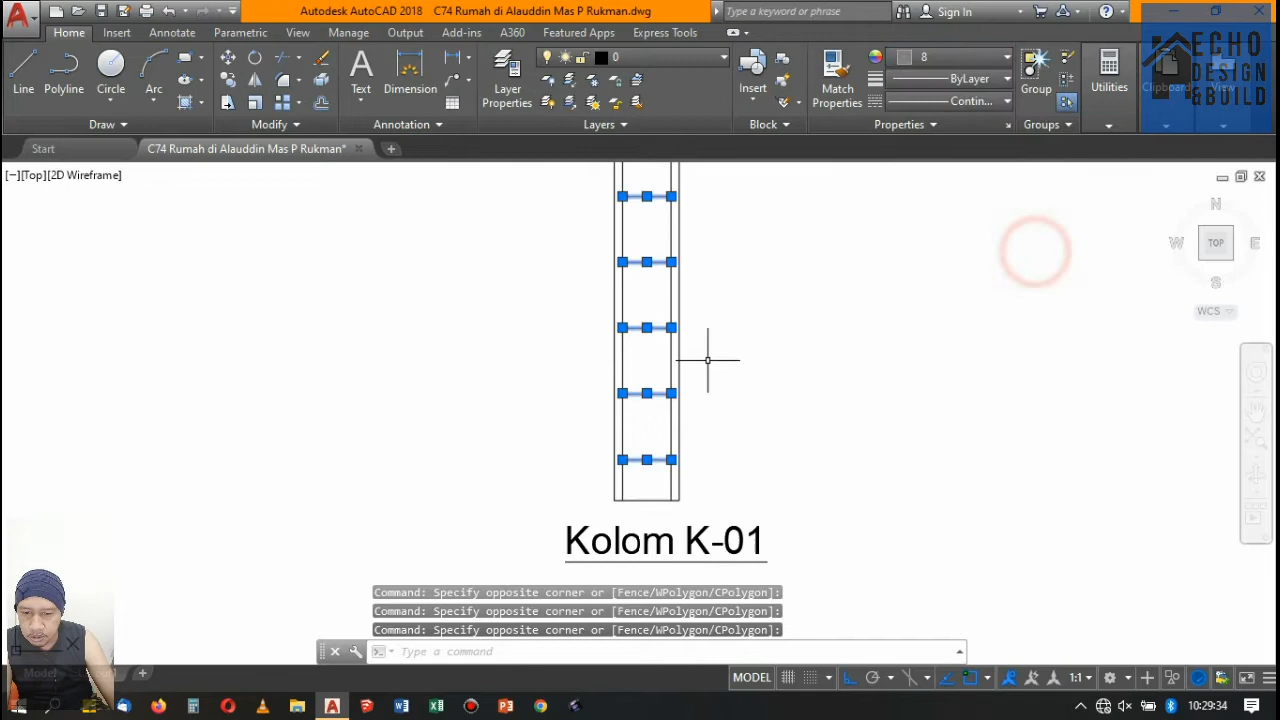 Autodesk AutoCAD 2018 C74 Rumah di Alauddin Mas P Rukman.dwg
Type a keyword or phrase
Sign In
Home Insert Annotate Parametric View Manage Output Add-ins A360 Featured Apps Express Tools
ECHO
DESIGN
&BUILD
0
8
ByLayer
Contin...
Line Polyline Circle Arc
Text Dimension
Layer
Properties
Insert
Match
Properties
Group
Utilities
Clipboard
View
Draw Modify Annotation Layers Block Properties Groups
Start
C74 Rumah di Alauddin Mas P Rukman*
[−][Top][2D Wireframe]
N
W TOP E
S
WCS
Kolom K-01
Command: Specify opposite corner or [Fence/WPolygon/CPolygon]:
Command: Specify opposite corner or [Fence/WPolygon/CPolygon]:
Command: Specify opposite corner or [Fence/WPolygon/CPolygon]:
Type a command
Model
MODEL
1:1
10:29:34